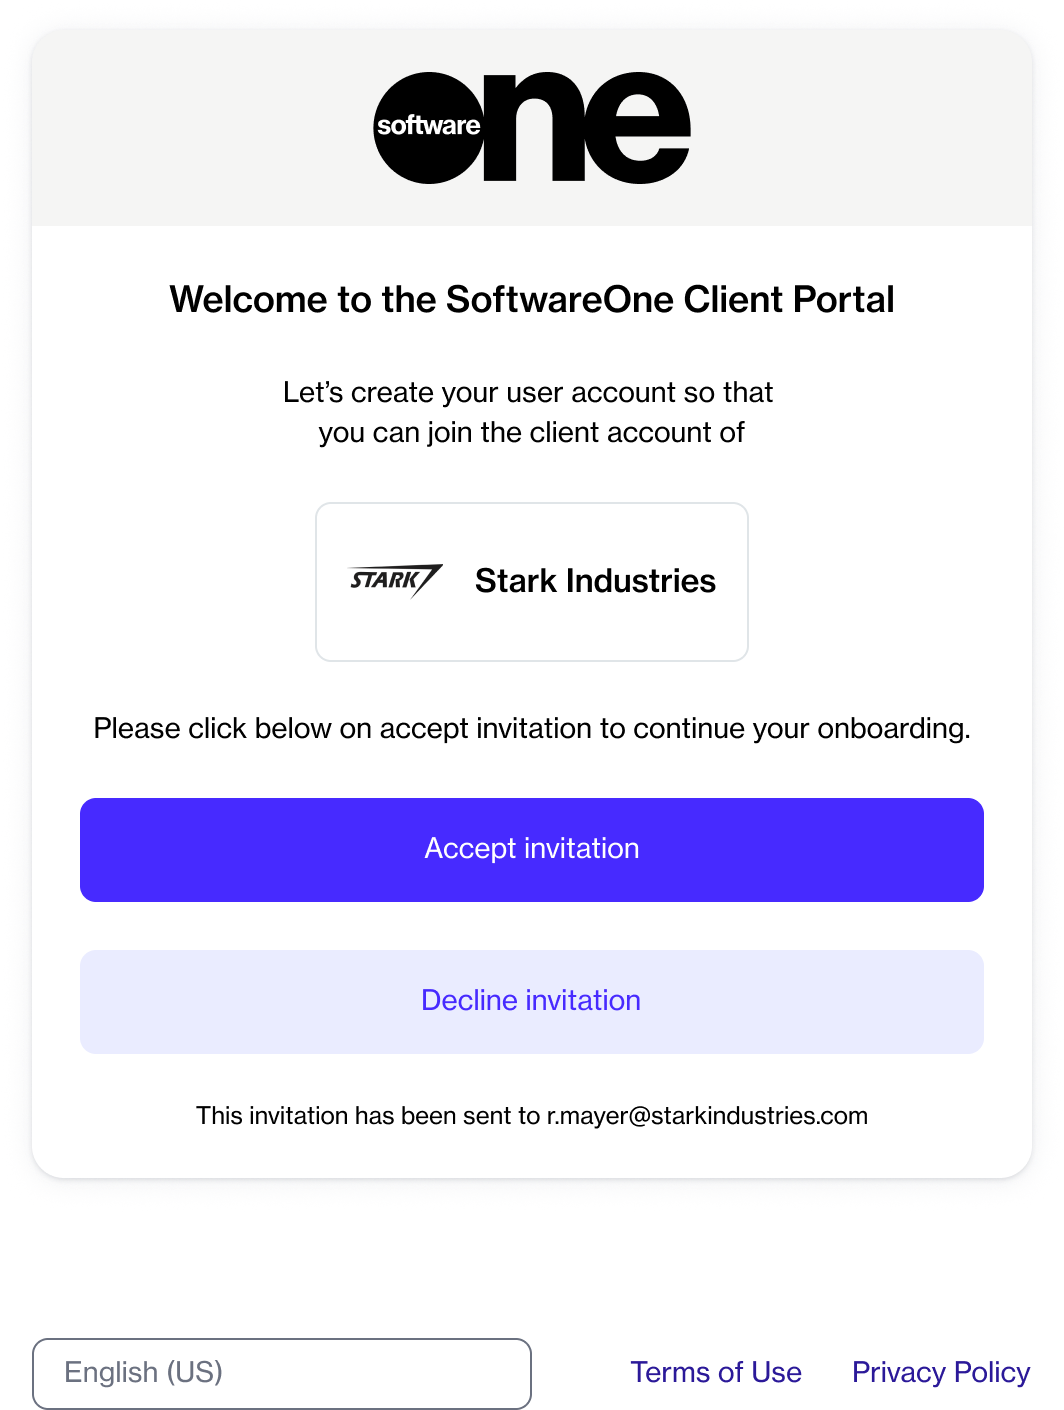 software
one
Welcome to the SoftwareOne Client Portal
Let’s create your user account so that
you can join the client account of
STARK
Stark Industries
Please click below on accept invitation to continue your onboarding.
Accept invitation
Decline invitation
This invitation has been sent to r.mayer@starkindustries.com
English (US)
Terms of Use
Privacy Policy